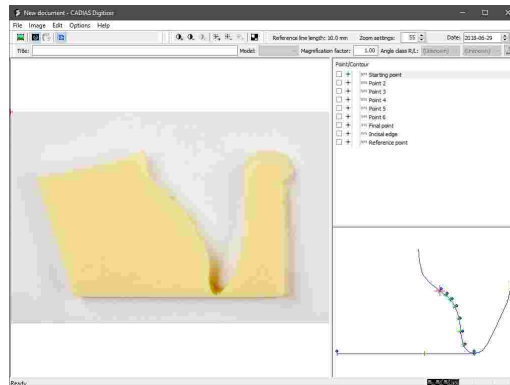 New document - CADIAS Digitizer
File Image Edit Options Help
Reference line length: 10.0 mm Zoom settings: 55 Date: 2018-06-29
Title: Model: Magnification factor: 1.00 Angle class R/L: (Unknown) (Unknown)
Point/Contour
Starting point
Point 2
Point 3
Point 4
Point 5
Point 6
Final point
Incisal edge
Reference point
Ready